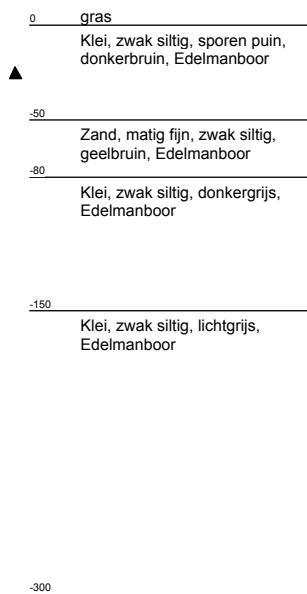 0 gras
Klei, zwak siltig, sporen puin,
donkerbruin, Edelmanboor
-50
Zand, matig fijn, zwak siltig,
geelbruin, Edelmanboor
-80
Klei, zwak siltig, donkergrijs,
Edelmanboor
-150
Klei, zwak siltig, lichtgrijs,
Edelmanboor
-300